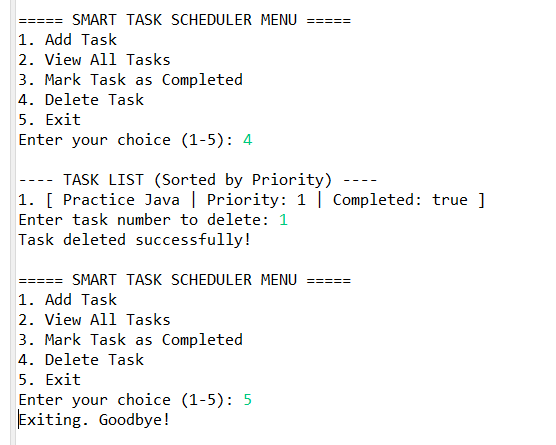 ===== SMART TASK SCHEDULER MENU =====
1. Add Task
2. View All Tasks
3. Mark Task as Completed
4. Delete Task
5. Exit
Enter your choice (1-5): 4

---- TASK LIST (Sorted by Priority) ----
1. [ Practice Java | Priority: 1 | Completed: true ]
Enter task number to delete: 1
Task deleted successfully!

===== SMART TASK SCHEDULER MENU =====
1. Add Task
2. View All Tasks
3. Mark Task as Completed
4. Delete Task
5. Exit
Enter your choice (1-5): 5
Exiting. Goodbye!